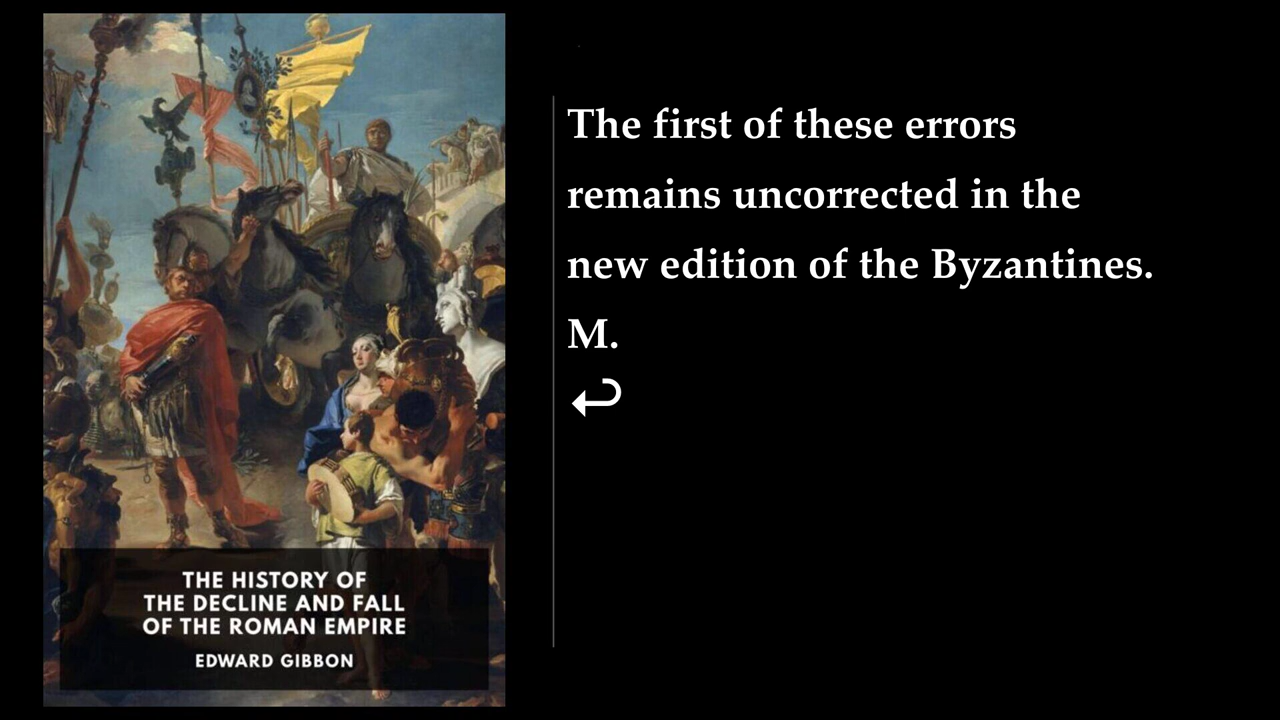 The first of these errors
remains uncorrected in the
new edition of the Byzantines.
M.
↩
THE HISTORY OF
THE DECLINE AND FALL
OF THE ROMAN EMPIRE
EDWARD GIBBON